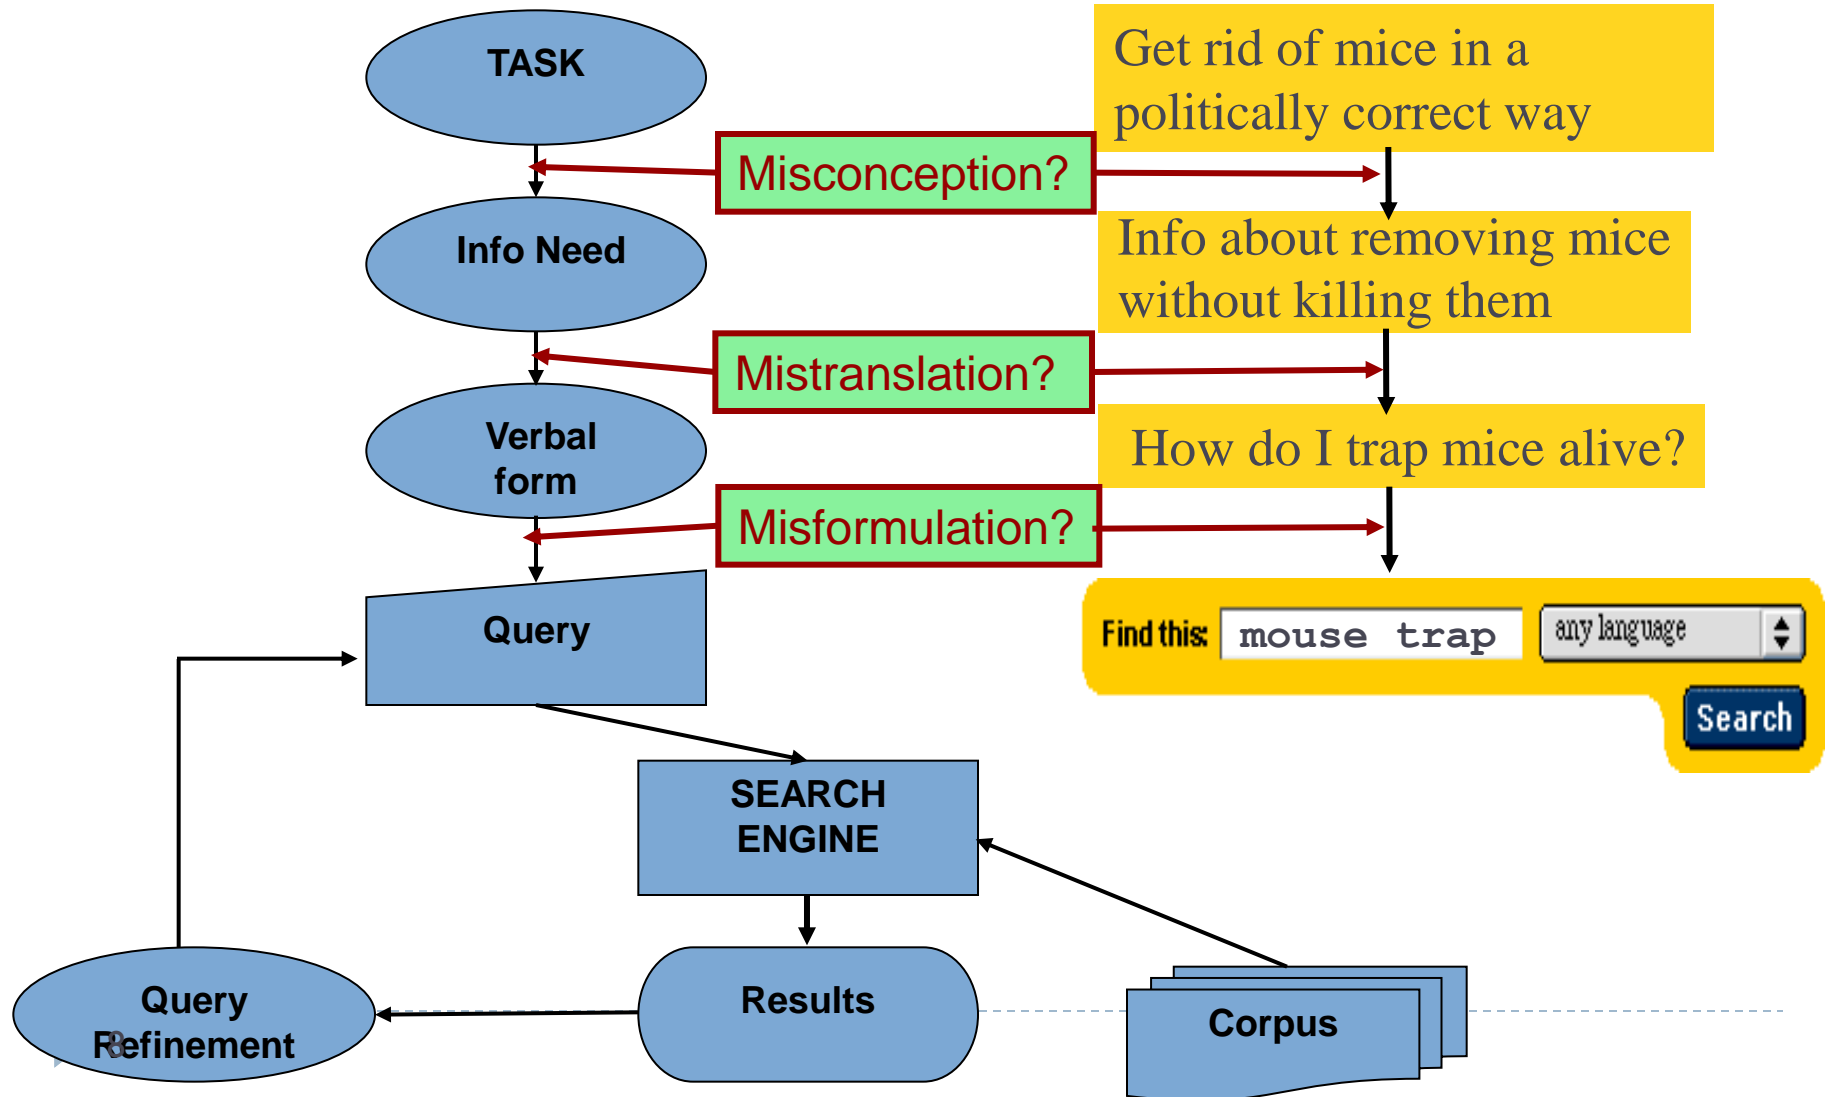 TASK
Get rid of mice in a
politically correct way
Misconception?
Info Need
Info about removing mice
without killing them
Mistranslation?
Verbal
form
How do I trap mice alive?
Misformulation?
Query
Find this: mouse trap any language
Search
SEARCH
ENGINE
Results
Query
Refinement
8
Corpus